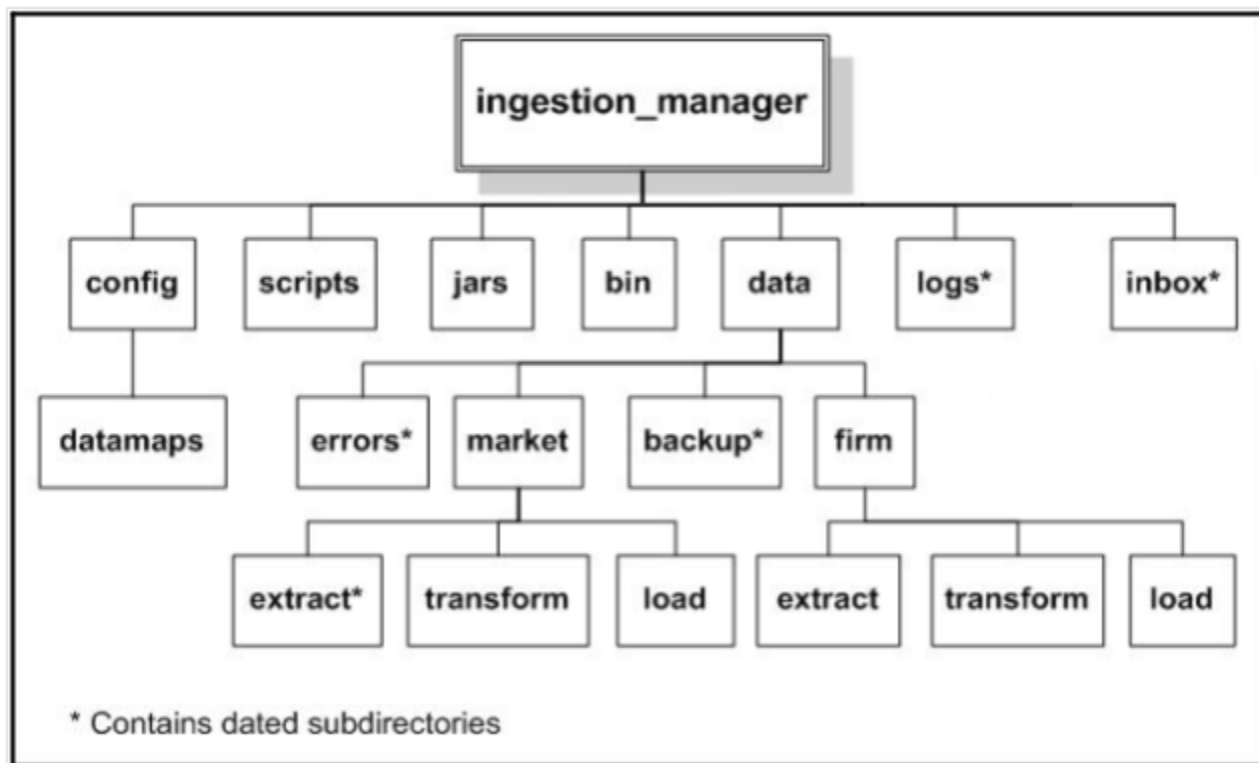 ingestion_manager
config scripts jars bin data logs* inbox*
datamaps errors* market backup* firm
extract* transform load extract transform load
* Contains dated subdirectories